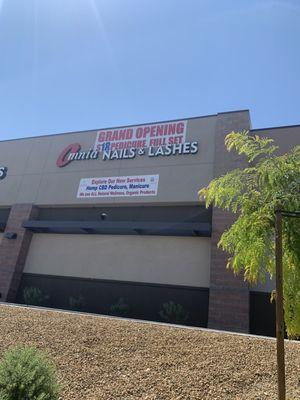 GRAND OPENING
$18 PEDICURE, FULL SET
Omnia NAILS & LASHES
Explore Our New Services
Hemp CBD Pedicure, Manicure
We Use ALL Natural Wellness, Organic Products
S